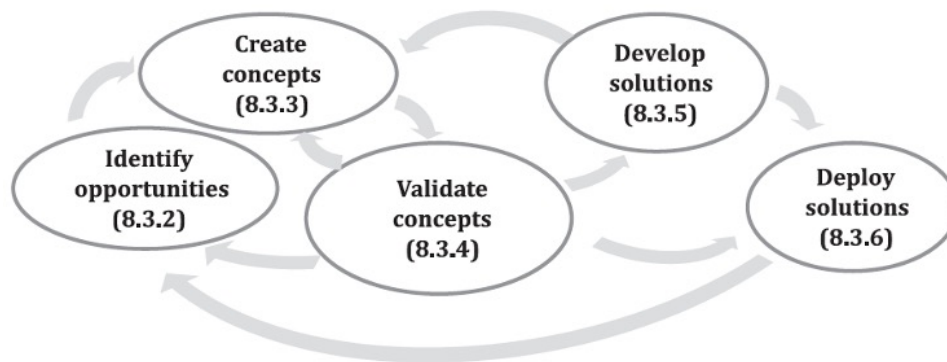 Create
concepts
(8.3.3)
Develop
solutions
(8.3.5)
Identify
opportunities
(8.3.2)
Validate
concepts
(8.3.4)
Deploy
solutions
(8.3.6)